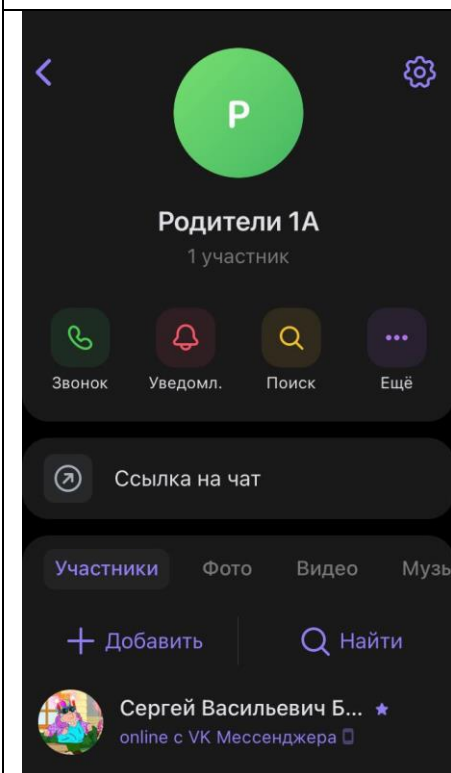 Р
Родители 1А
1 участник
Звонок Уведомл. Поиск Ещё
Ссылка на чат
Участники Фото Видео Музы
Добавить Найти
Сергей Васильевич Б...
online с VK Мессенджера